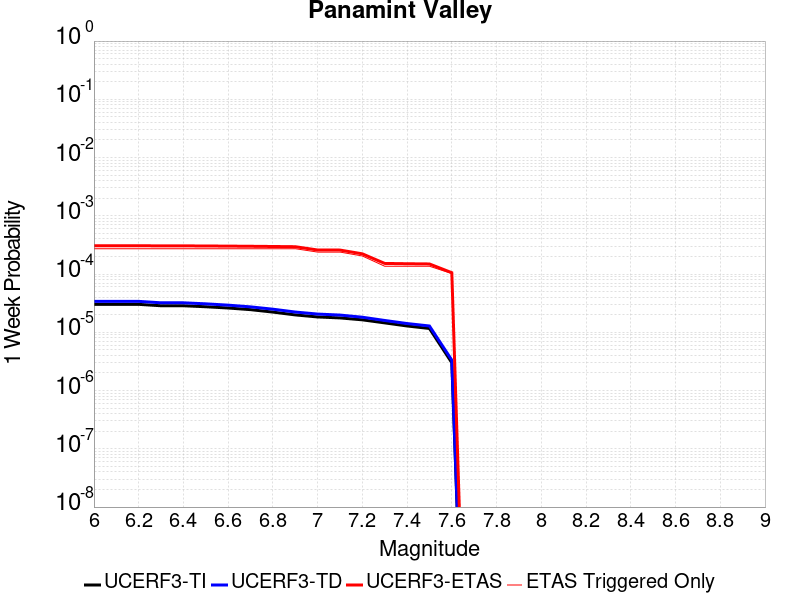 Panamint Valley
1 Week Probability
10 0
10 -1
10 -2
10 -3
10 -4
10 -5
10 -6
10 -7
10 -8
6 6.2 6.4 6.6 6.8 7 7.2 7.4 7.6 7.8 8 8.2 8.4 8.6 8.8 9
Magnitude
UCERF3-TI UCERF3-TD UCERF3-ETAS ETAS Triggered Only